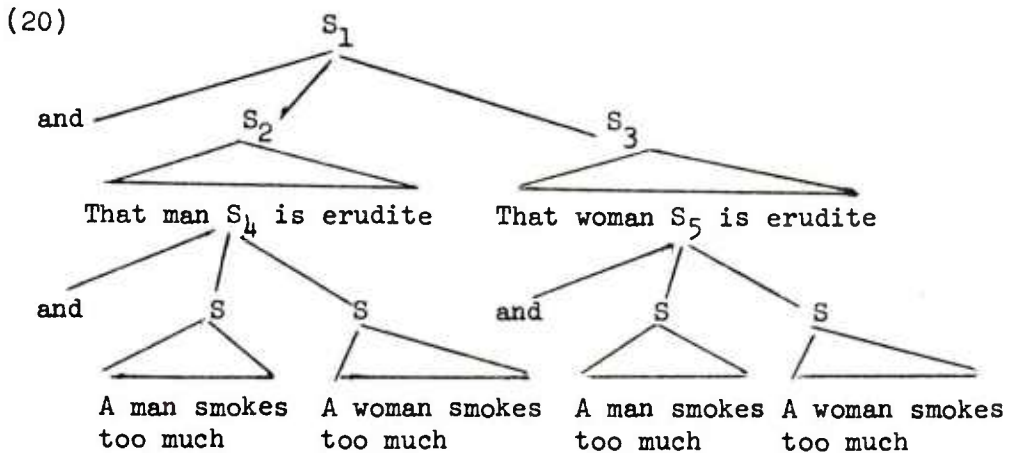 (20)
S1
and
S2
S3
That man S4 is erudite
That woman S5 is erudite
and
S
S
and
S
S
A man smokes too much
A woman smokes too much
A man smokes too much
A woman smokes too much